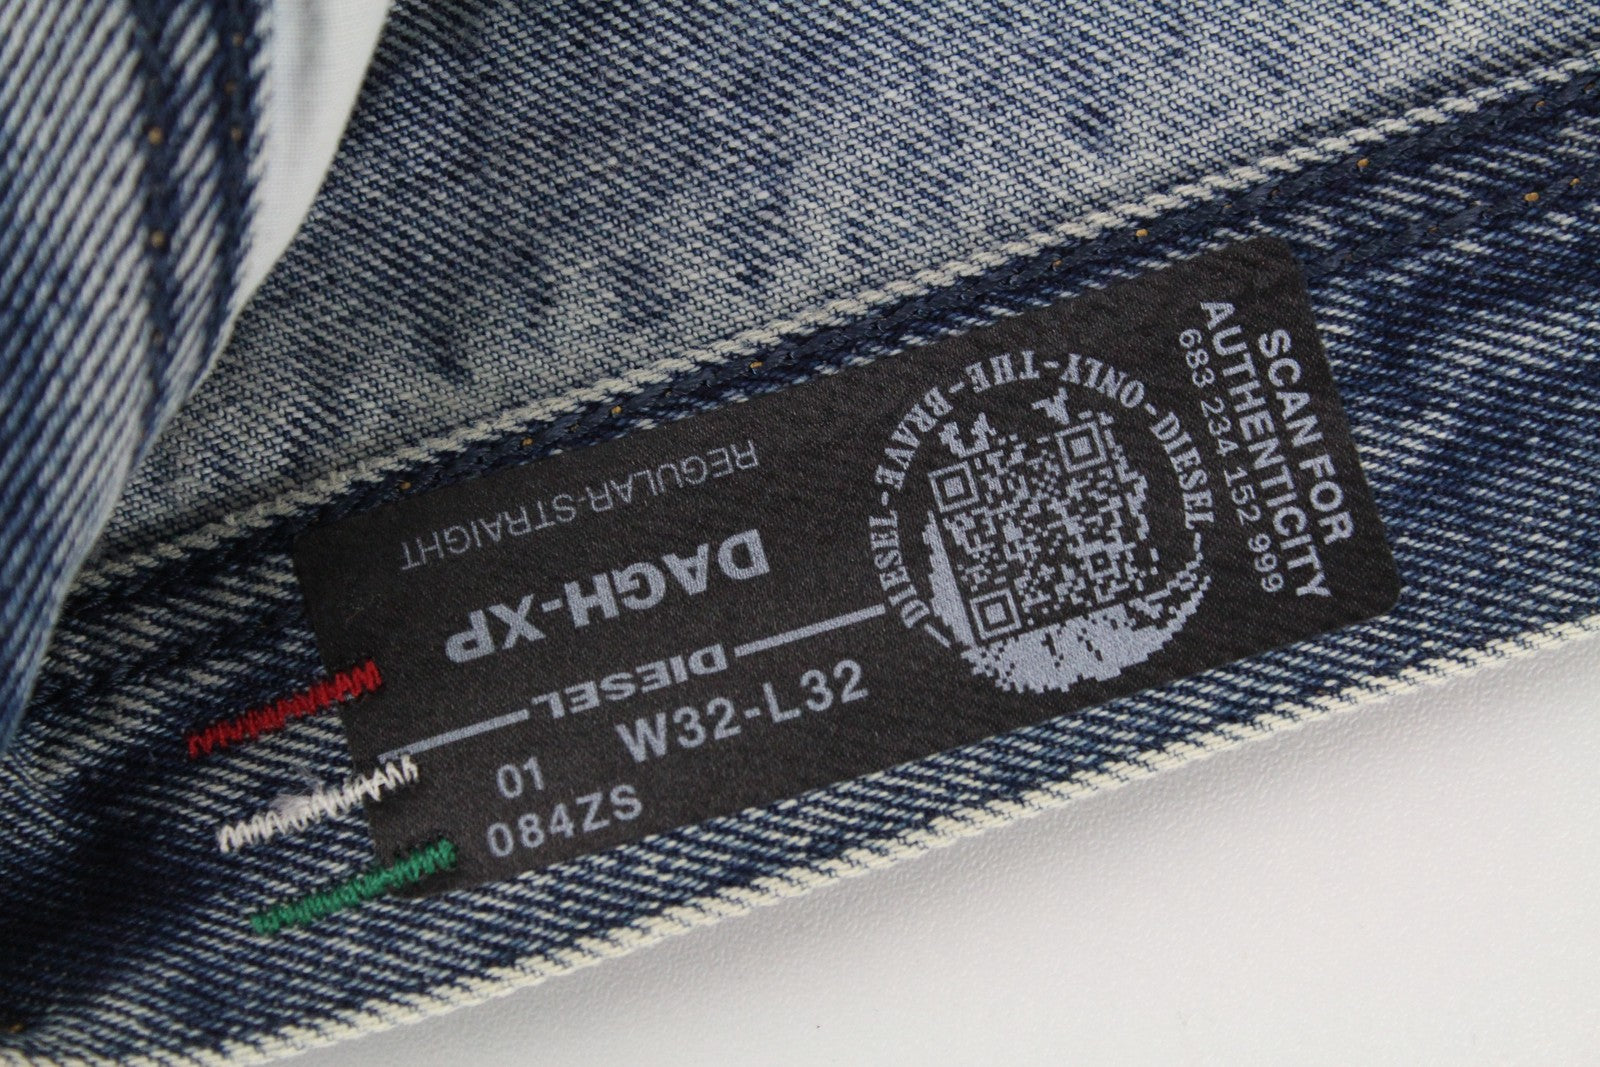 REGULAR-STRAIGHT
DAGH-XP
DIESEL
01 W32-L32
084ZS
DIESEL-ONLY-THE-BRAVE-DIESEL
SCAN FOR
AUTHENTICITY
683 234 152 999